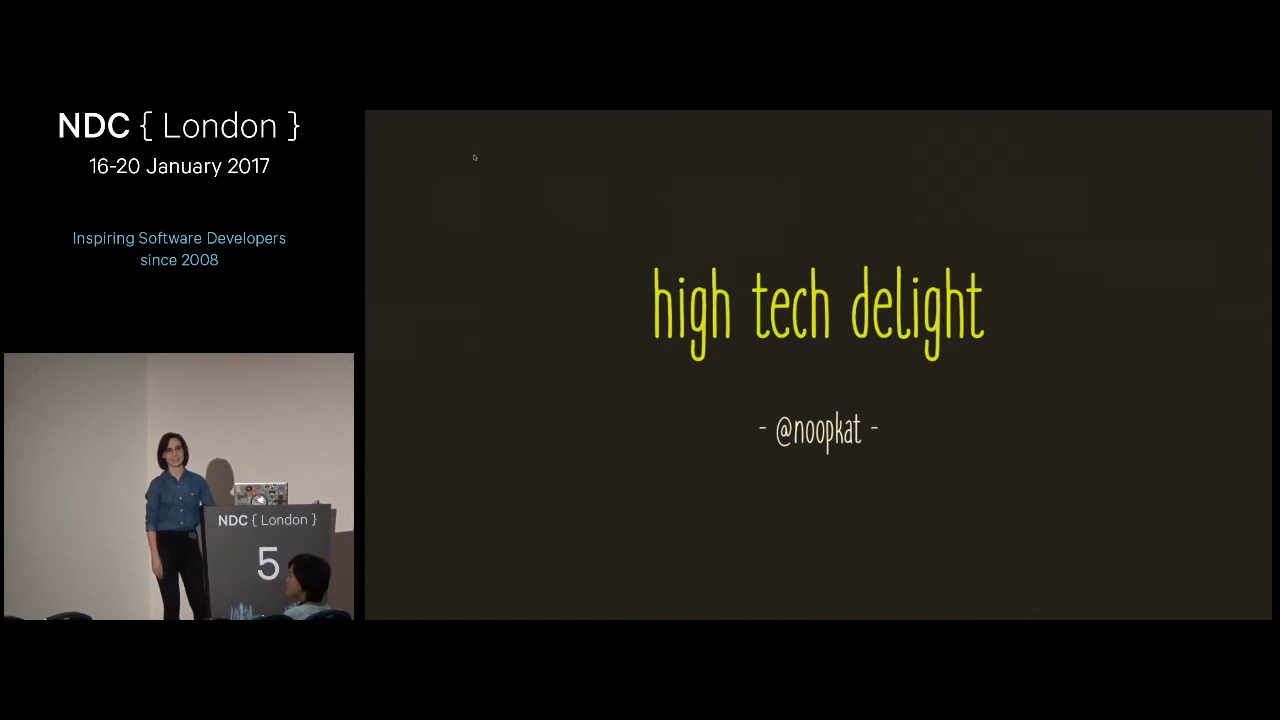 NDC { London }
16-20 January 2017
Inspiring Software Developers
since 2008
high tech delight
- @noopkat -
NDC { London }
5